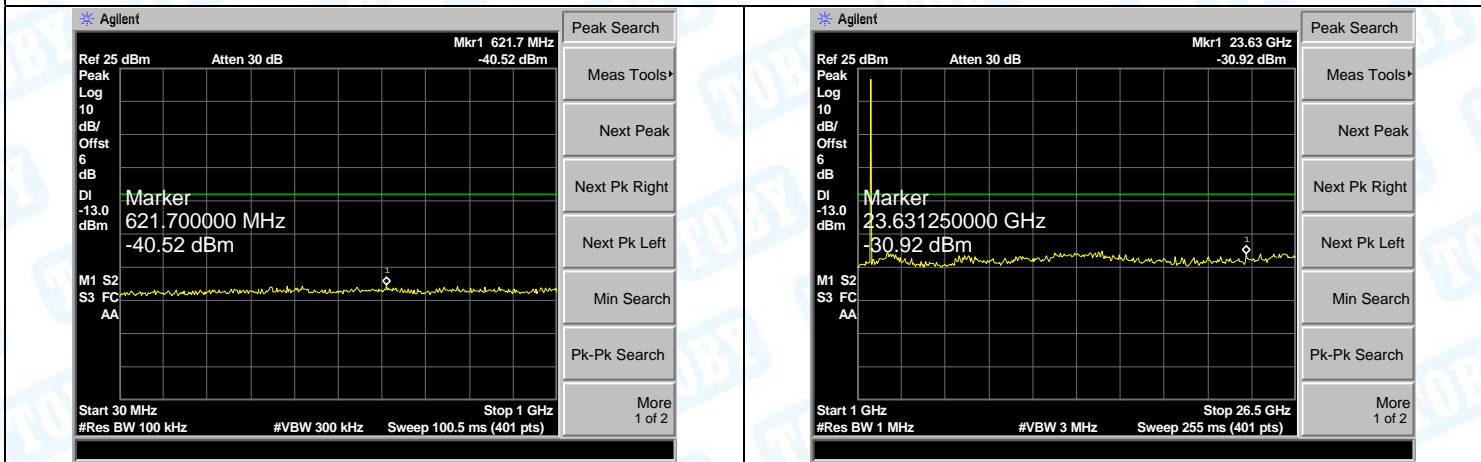 Agilent
Peak Search
Mkr1 621.7 MHz
Ref 25 dBm Atten 30 dB -40.52 dBm
Peak
Log
10
dB/
Offst
6
dB
DI
-13.0
dBm
Marker
621.700000 MHz
-40.52 dBm
1
M1 S2
S3 FC
AA
Start 30 MHz Stop 1 GHz
#Res BW 100 kHz #VBW 300 kHz Sweep 100.5 ms (401 pts)
Meas Tools
Next Peak
Next Pk Right
Next Pk Left
Min Search
Pk-Pk Search
More
1 of 2
Agilent
Peak Search
Mkr1 23.63 GHz
Ref 25 dBm Atten 30 dB -30.92 dBm
Peak
Log
10
dB/
Offst
6
dB
DI
-13.0
dBm
Marker
23.631250000 GHz
-30.92 dBm
1
M1 S2
S3 FC
AA
Start 1 GHz Stop 26.5 GHz
#Res BW 1 MHz #VBW 3 MHz Sweep 255 ms (401 pts)
Meas Tools
Next Peak
Next Pk Right
Next Pk Left
Min Search
Pk-Pk Search
More
1 of 2
TOBY